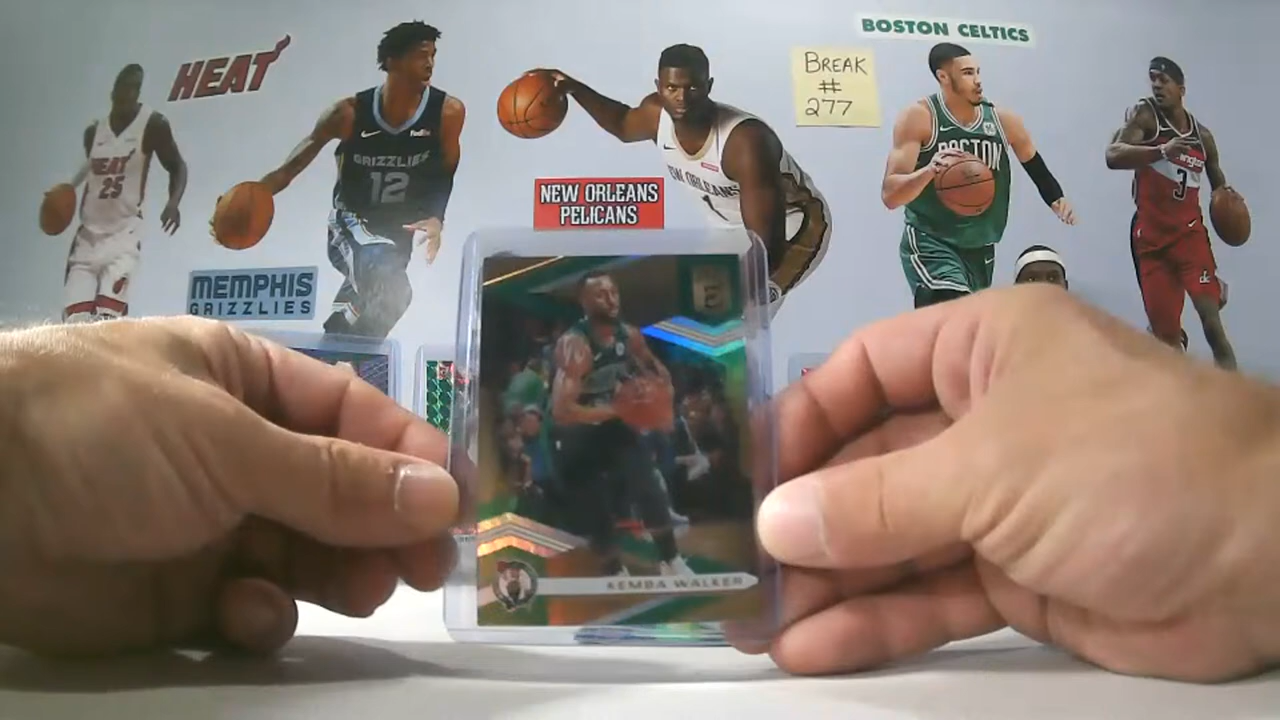 BOSTON CELTICS
HEAT
BREAK
#
277
FedEx
GRIZZLIES
12
BOSTON
HEAT
25
3
NEW ORLEANS
PELICANS
NEW ORLEANS
1
MEMPHIS
GRIZZLIES
KEMBA WALKER